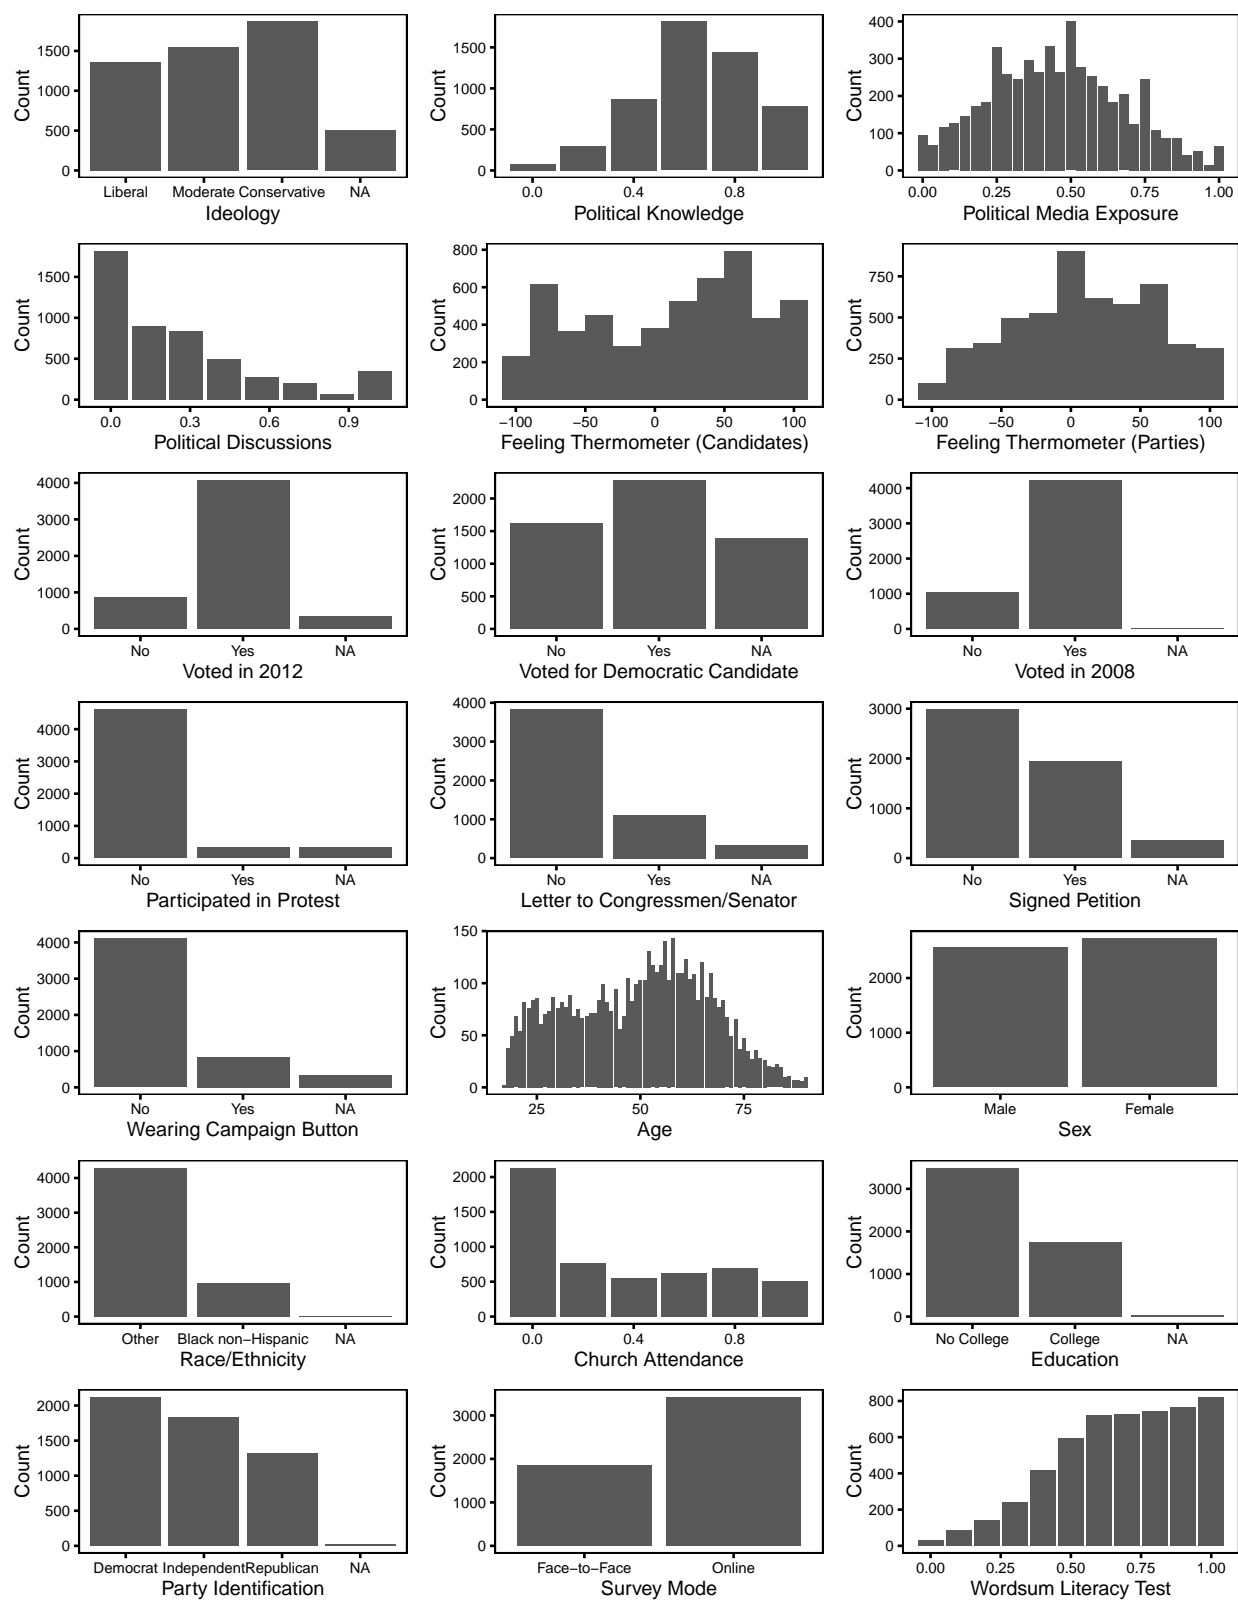 Count
0
500
1000
1500
Liberal Moderate Conservative NA
Ideology
Count
0
500
1000
1500
0.0 0.4 0.8
Political Knowledge
Count
0
100
200
300
400
0.00 0.25 0.50 0.75 1.00
Political Media Exposure
Count
0
500
1000
1500
0.0 0.3 0.6 0.9
Political Discussions
Count
0
200
400
600
800
−100 −50 0 50 100
Feeling Thermometer (Candidates)
Count
0
250
500
750
−100 −50 0 50 100
Feeling Thermometer (Parties)
Count
0
1000
2000
3000
4000
No Yes NA
Voted in 2012
Count
0
500
1000
1500
2000
No Yes NA
Voted for Democratic Candidate
Count
0
1000
2000
3000
4000
No Yes NA
Voted in 2008
Count
0
1000
2000
3000
4000
No Yes NA
Participated in Protest
Count
0
1000
2000
3000
4000
No Yes NA
Letter to Congressmen/Senator
Count
0
1000
2000
3000
No Yes NA
Signed Petition
Count
0
1000
2000
3000
4000
No Yes NA
Wearing Campaign Button
Count
0
50
100
150
25 50 75
Age
Count
0
1000
2000
Male Female
Sex
Count
0
1000
2000
3000
4000
Other Black non−Hispanic NA
Race/Ethnicity
Count
0
500
1000
1500
2000
0.0 0.4 0.8
Church Attendance
Count
0
1000
2000
3000
No College College NA
Education
Count
0
500
1000
1500
2000
Democrat Independent Republican NA
Party Identification
Count
0
1000
2000
3000
Face−to−Face Online
Survey Mode
Count
0
200
400
600
800
0.00 0.25 0.50 0.75 1.00
Wordsum Literacy Test